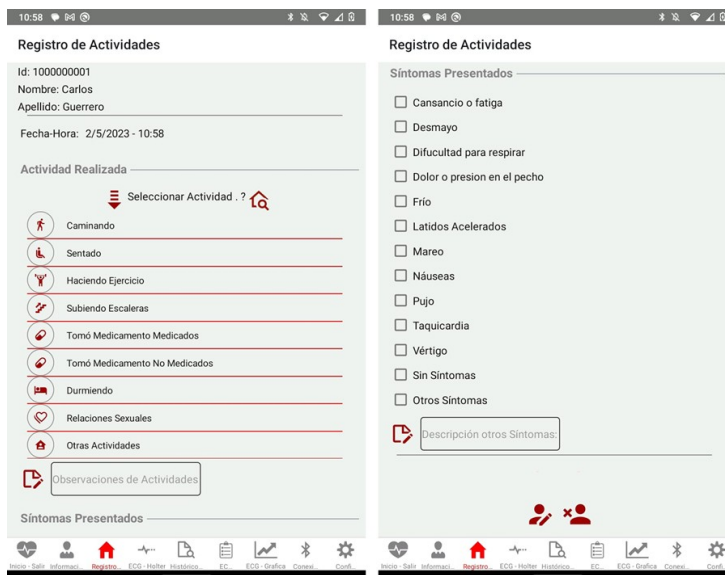 10:58
Registro de Actividades
Id: 1000000001
Nombre: Carlos
Apellido: Guerrero
Fecha-Hora: 2/5/2023 - 10:58
Actividad Realizada
Seleccionar Actividad . ?
Caminando
Sentado
Haciendo Ejercicio
Subiendo Escaleras
Tomó Medicamento Medicados
Tomó Medicamento No Medicados
Durmiendo
Relaciones Sexuales
Otras Actividades
Observaciones de Actividades
Síntomas Presentados
Inicio - Salir Informaci... Registro... ECG - Holter Histórico... EC... ECG - Grafica Conexi... Confi...
10:58
Registro de Actividades
Síntomas Presentados
Cansancio o fatiga
Desmayo
Difucultad para respirar
Dolor o presion en el pecho
Frío
Latidos Acelerados
Mareo
Náuseas
Pujo
Taquicardia
Vértigo
Sin Síntomas
Otros Síntomas
Descripción otros Síntomas:
Inicio - Salir Informaci... Registro... ECG - Holter Histórico... EC... ECG - Grafica Conexi... Confi...